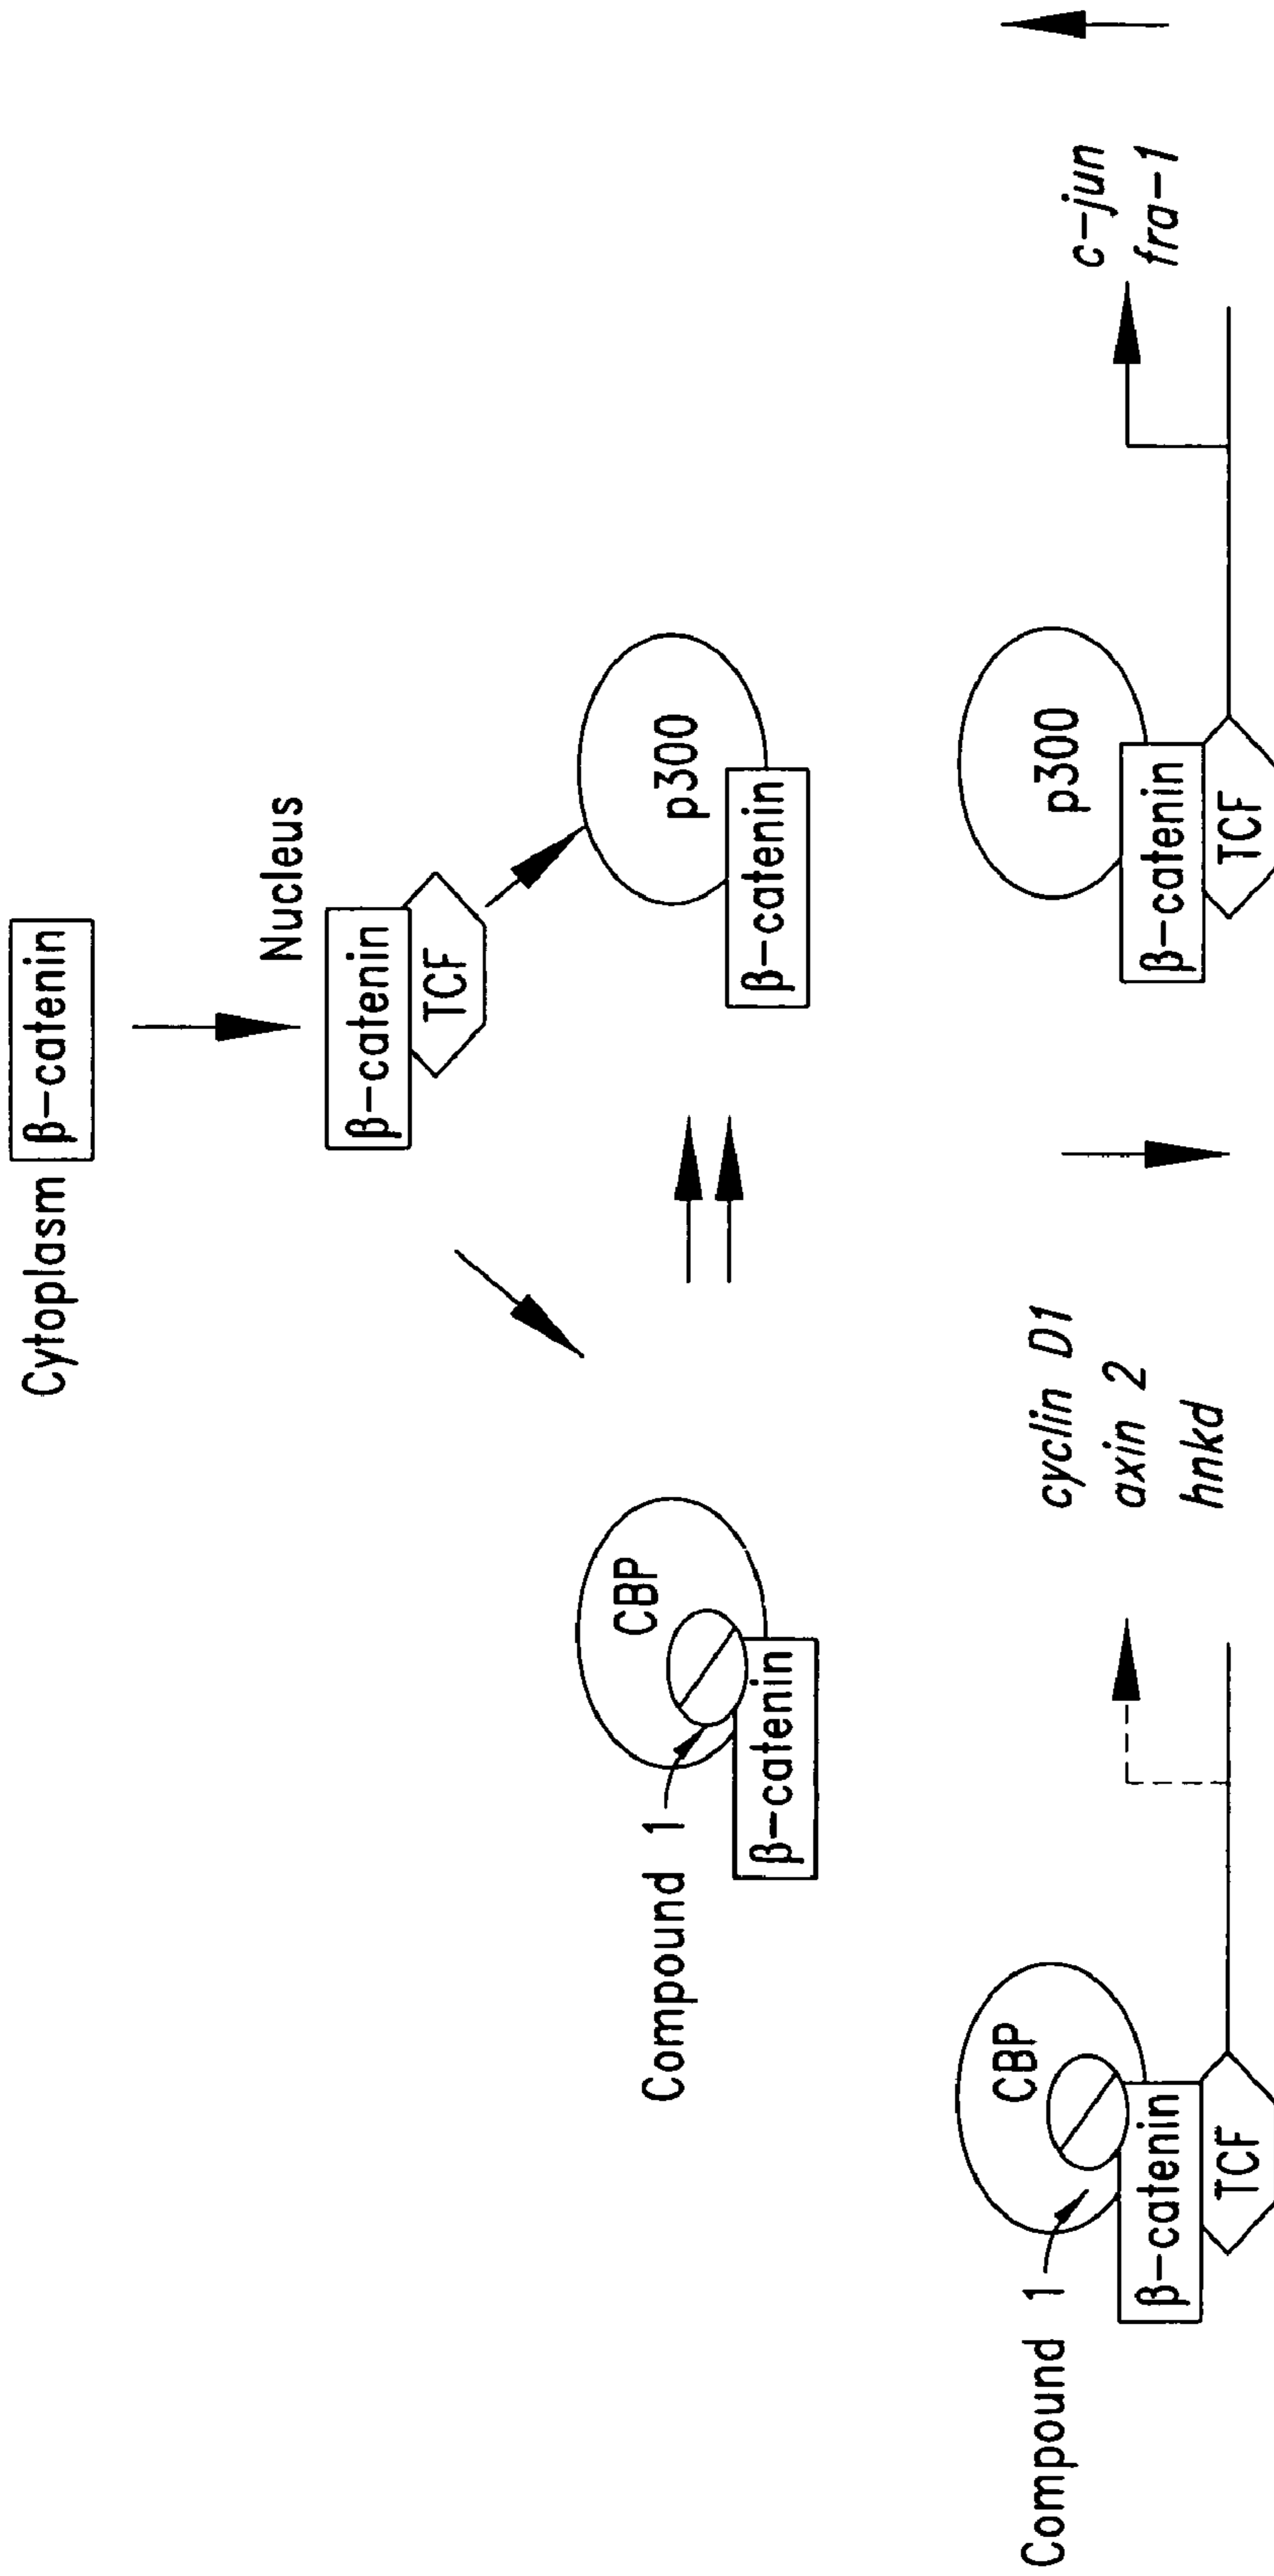 Cytoplasm β-catenin
Nucleus
β-catenin
TCF
CBP
Compound 1
β-catenin
p300
β-catenin
CBP
Compound 1
β-catenin
TCF
cyclin D1
axin 2
hnkd
p300
β-catenin
TCF
c-jun
fra-1